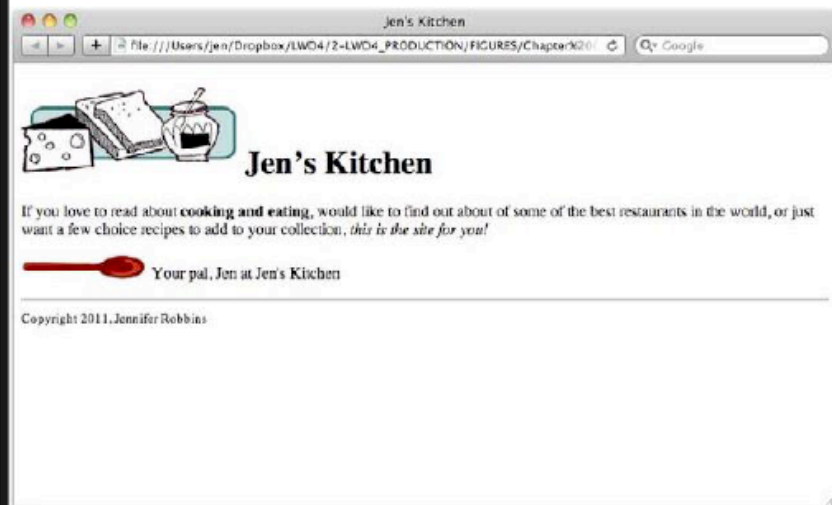 Jen's Kitchen
file:///Users/jen/Dropbox/LWD4/2-LWD4_PRODUCTION/FIGURES/Chapter%20
Google
Jen's Kitchen
If you love to read about cooking and eating, would like to find out about of some of the best restaurants in the world, or just
want a few choice recipes to add to your collection, this is the site for you!
Your pal, Jen at Jen's Kitchen
Copyright 2011, Jennifer Robbins